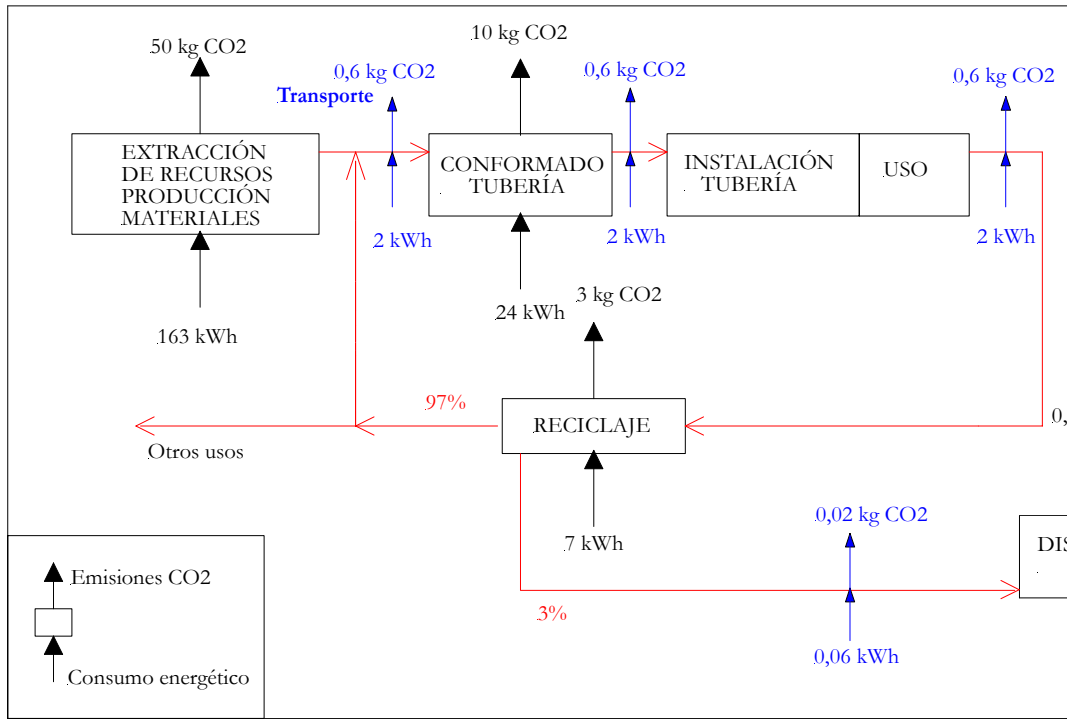 50 kg CO2
10 kg CO2
0,6 kg CO2
0,6 kg CO2
0,6 kg CO2
Transporte
EXTRACCIÓN
DE RECURSOS
PRODUCCIÓN
MATERIALES
CONFORMADO
TUBERÍA
INSTALACIÓN
TUBERÍA
USO
2 kWh
2 kWh
2 kWh
163 kWh
24 kWh
3 kg CO2
97%
RECICLAJE
0,
Otros usos
7 kWh
0,02 kg CO2
DIS
3%
0,06 kWh
Emisiones CO2
Consumo energético